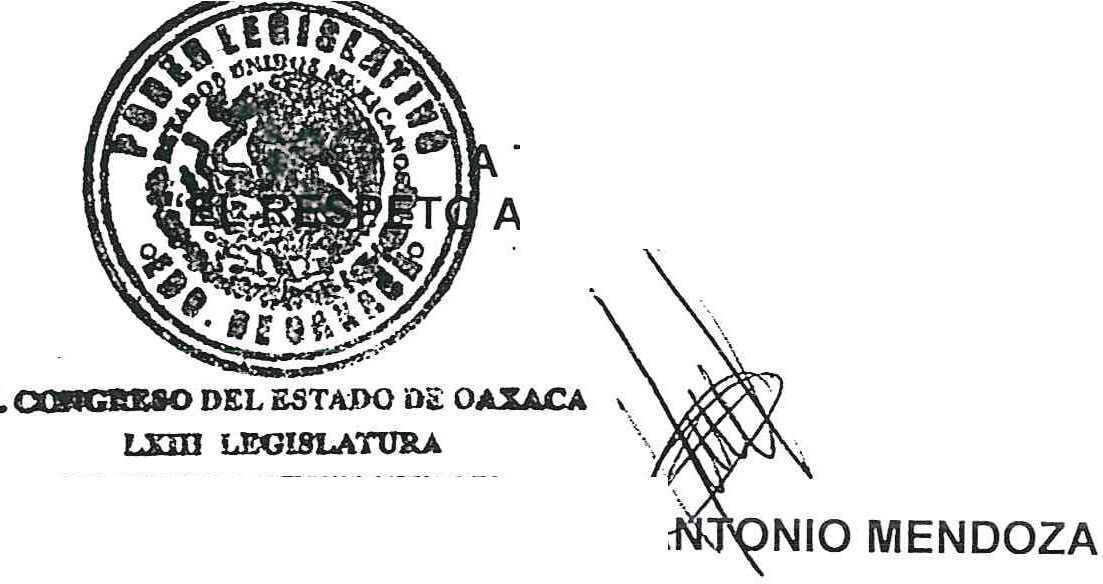 PODER LEGISLATIVO
ESTADOS UNIDOS MEXICANOS
A
EL RESPETO A
EDO. DE OAXACA
CONGRESO DEL ESTADO DE OAXACA
LXIII LEGISLATURA
NTONIO MENDOZA